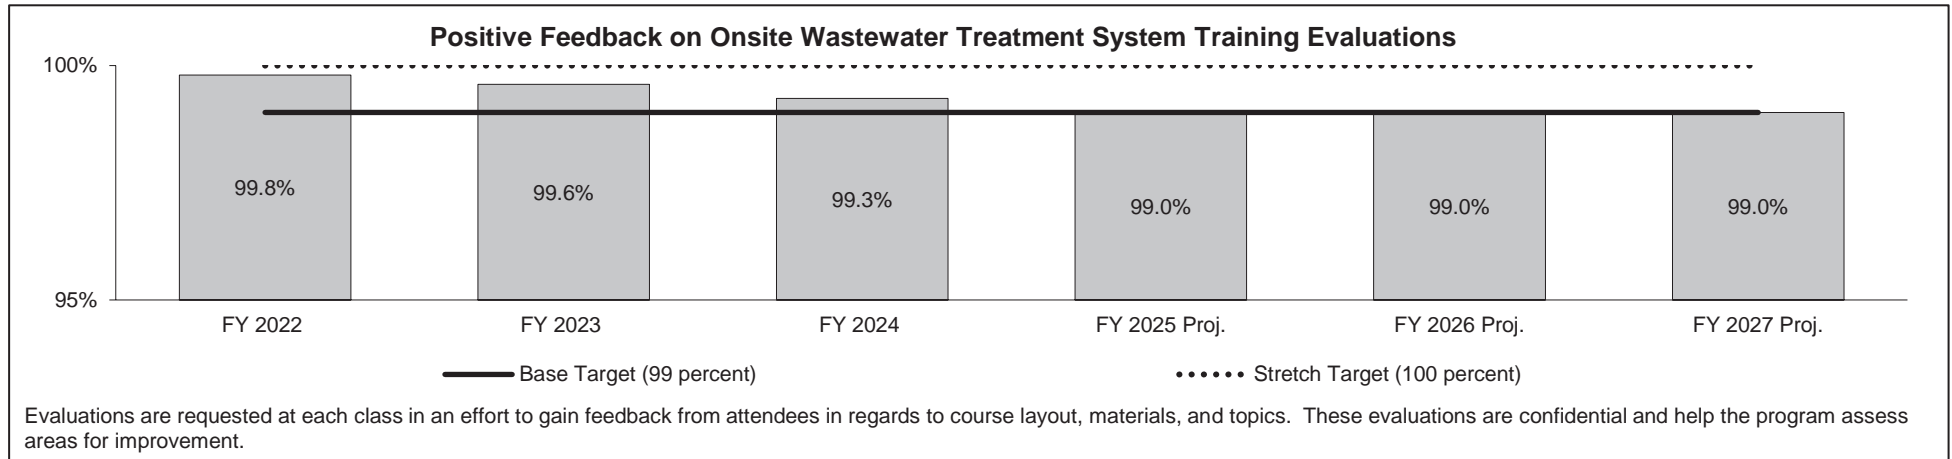 Positive Feedback on Onsite Wastewater Treatment System Training Evaluations
100%
95%
99.8%
99.6%
99.3%
99.0%
99.0%
99.0%
FY 2022
FY 2023
FY 2024
FY 2025 Proj.
FY 2026 Proj.
FY 2027 Proj.
Base Target (99 percent)
Stretch Target (100 percent)
Evaluations are requested at each class in an effort to gain feedback from attendees in regards to course layout, materials, and topics.  These evaluations are confidential and help the program assess
areas for improvement.